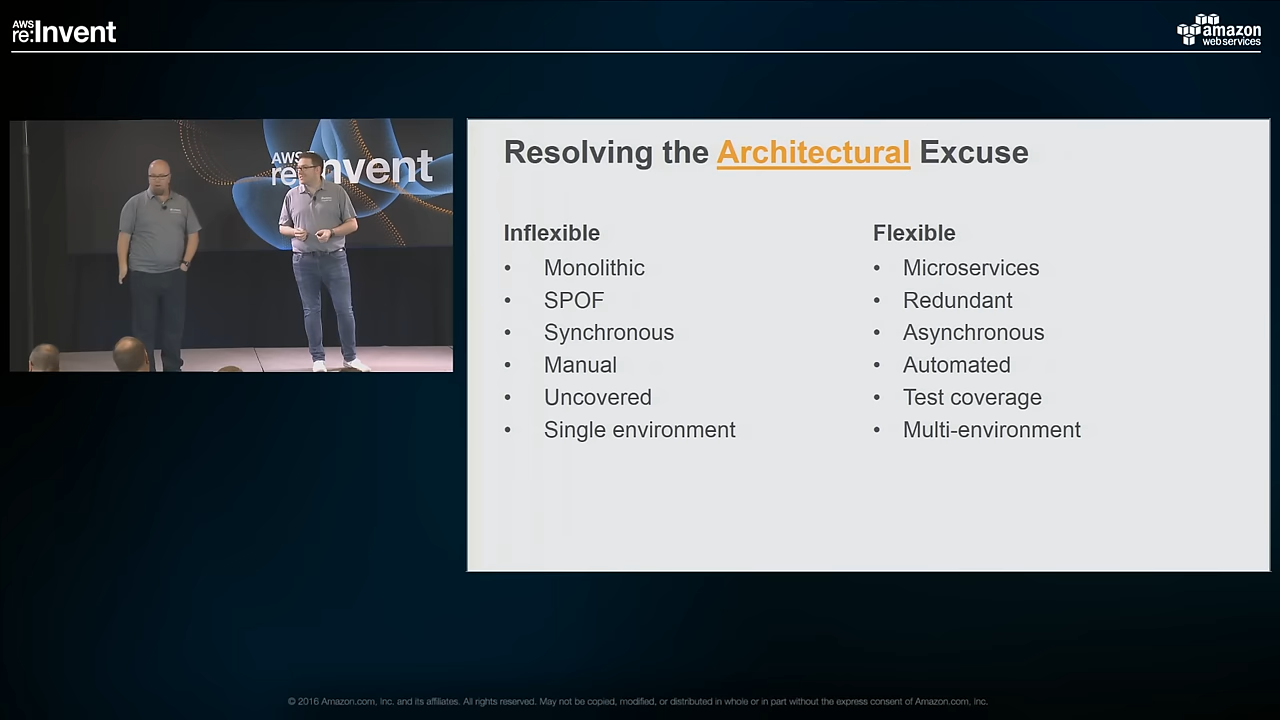 AWS
re:Invent
amazon
web services
AWS
re:Invent
Resolving the Architectural Excuse
Inflexible
• Monolithic
• SPOF
• Synchronous
• Manual
• Uncovered
• Single environment
Flexible
• Microservices
• Redundant
• Asynchronous
• Automated
• Test coverage
• Multi-environment
© 2016 Amazon.com, Inc. and its affiliates. All rights reserved. May not be copied, modified, or distributed in whole or in part without the express consent of Amazon.com, Inc.